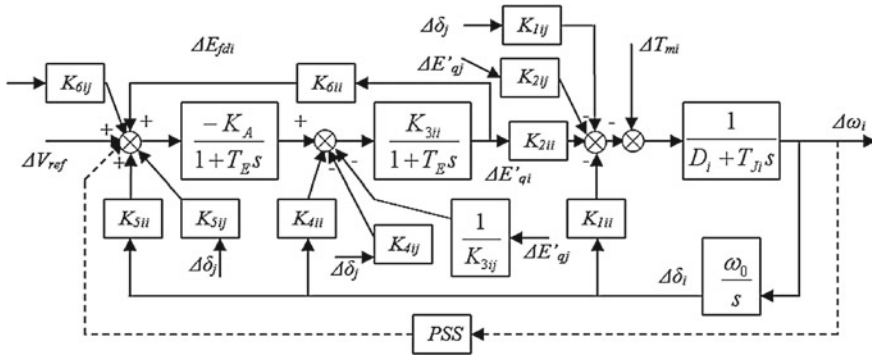 Δδj
K1ij
ΔEfdi
ΔE'qj
ΔTmi
K6ij
K6ii
K2ij
+
+
-
-
-KA
1+TEs
+
K3ii
1+TEs
K2ii
-
1
Di+TJis
Δωi
ΔVref
+
-
-
-
ΔE'qi
K5ii
K5ij
K4ii
K4ij
1
K3ij
K1ii
Δδj
Δδj
ΔE'qj
Δδi
ω0
s
PSS